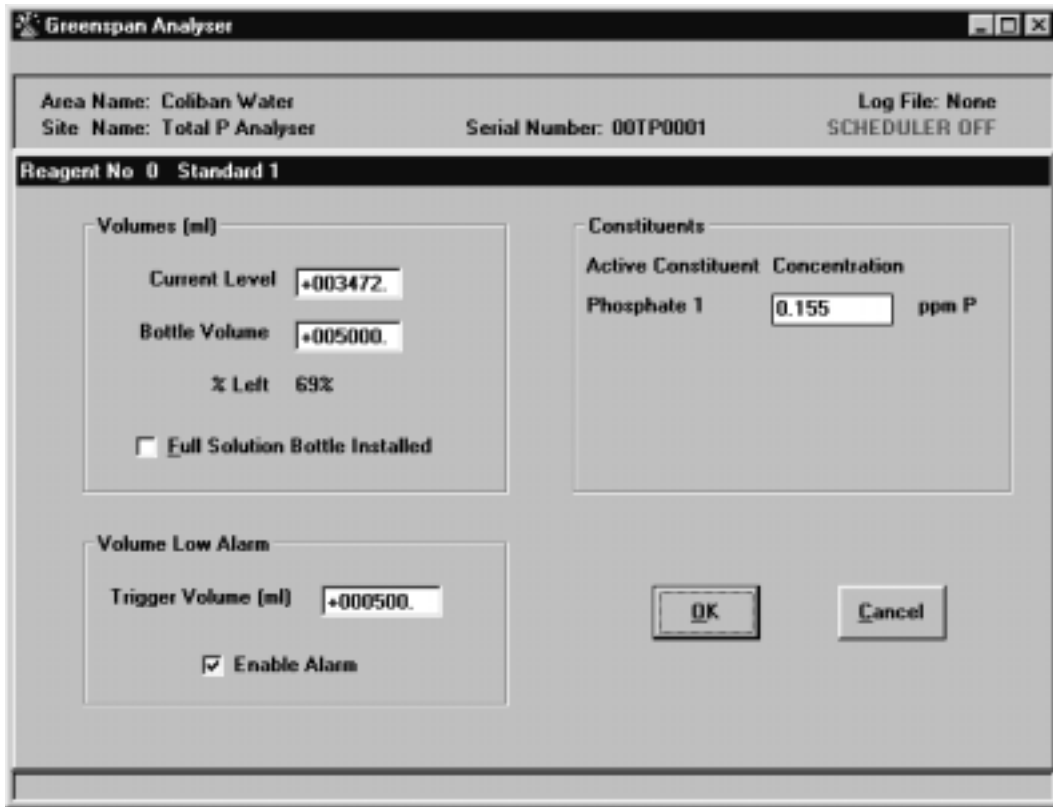 Greenspan Analyser
Area Name: Coliban Water
Log File: None
Site Name: Total P Analyser
Serial Number: 00TP0001
SCHEDULER OFF
Reagent No 0 Standard 1
Volumes (ml)
Current Level +003472.
Bottle Volume +005000.
% Left 69%
Full Solution Bottle Installed
Constituents
Active Constituent Concentration
Phosphate 1 0.155 ppm P
Volume Low Alarm
Trigger Volume (ml) +000500.
Enable Alarm
OK
Cancel